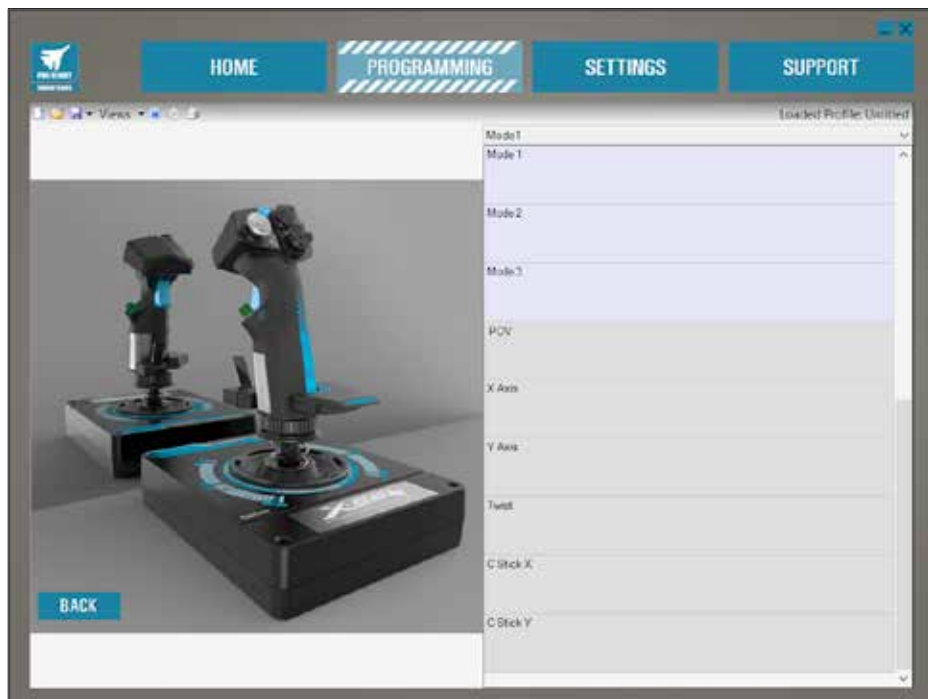 HOME
PROGRAMMING
SETTINGS
SUPPORT
Views
Loaded Profile: Untitled
Mode1
Mode 1
Mode 2
Mode 3
POV
X Axis
Y Axis
Twist
C Stick X
C Stick Y
BACK